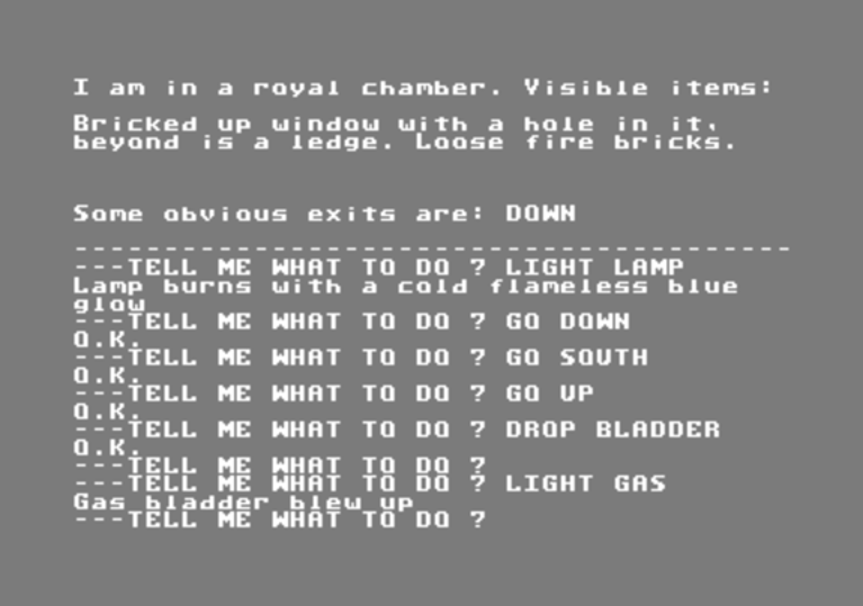 I am in a royal chamber. Visible items:
Bricked up window with a hole in it,
beyond is a ledge. Loose fire bricks.
Some obvious exits are: DOWN
----------------------------------------
---TELL ME WHAT TO DO ? LIGHT LAMP
Lamp burns with a cold flameless blue
glow
---TELL ME WHAT TO DO ? GO DOWN
O.K.
---TELL ME WHAT TO DO ? GO SOUTH
O.K.
---TELL ME WHAT TO DO ? GO UP
O.K.
---TELL ME WHAT TO DO ? DROP BLADDER
O.K.
---TELL ME WHAT TO DO ?
---TELL ME WHAT TO DO ? LIGHT GAS
Gas bladder blew up
---TELL ME WHAT TO DO ?